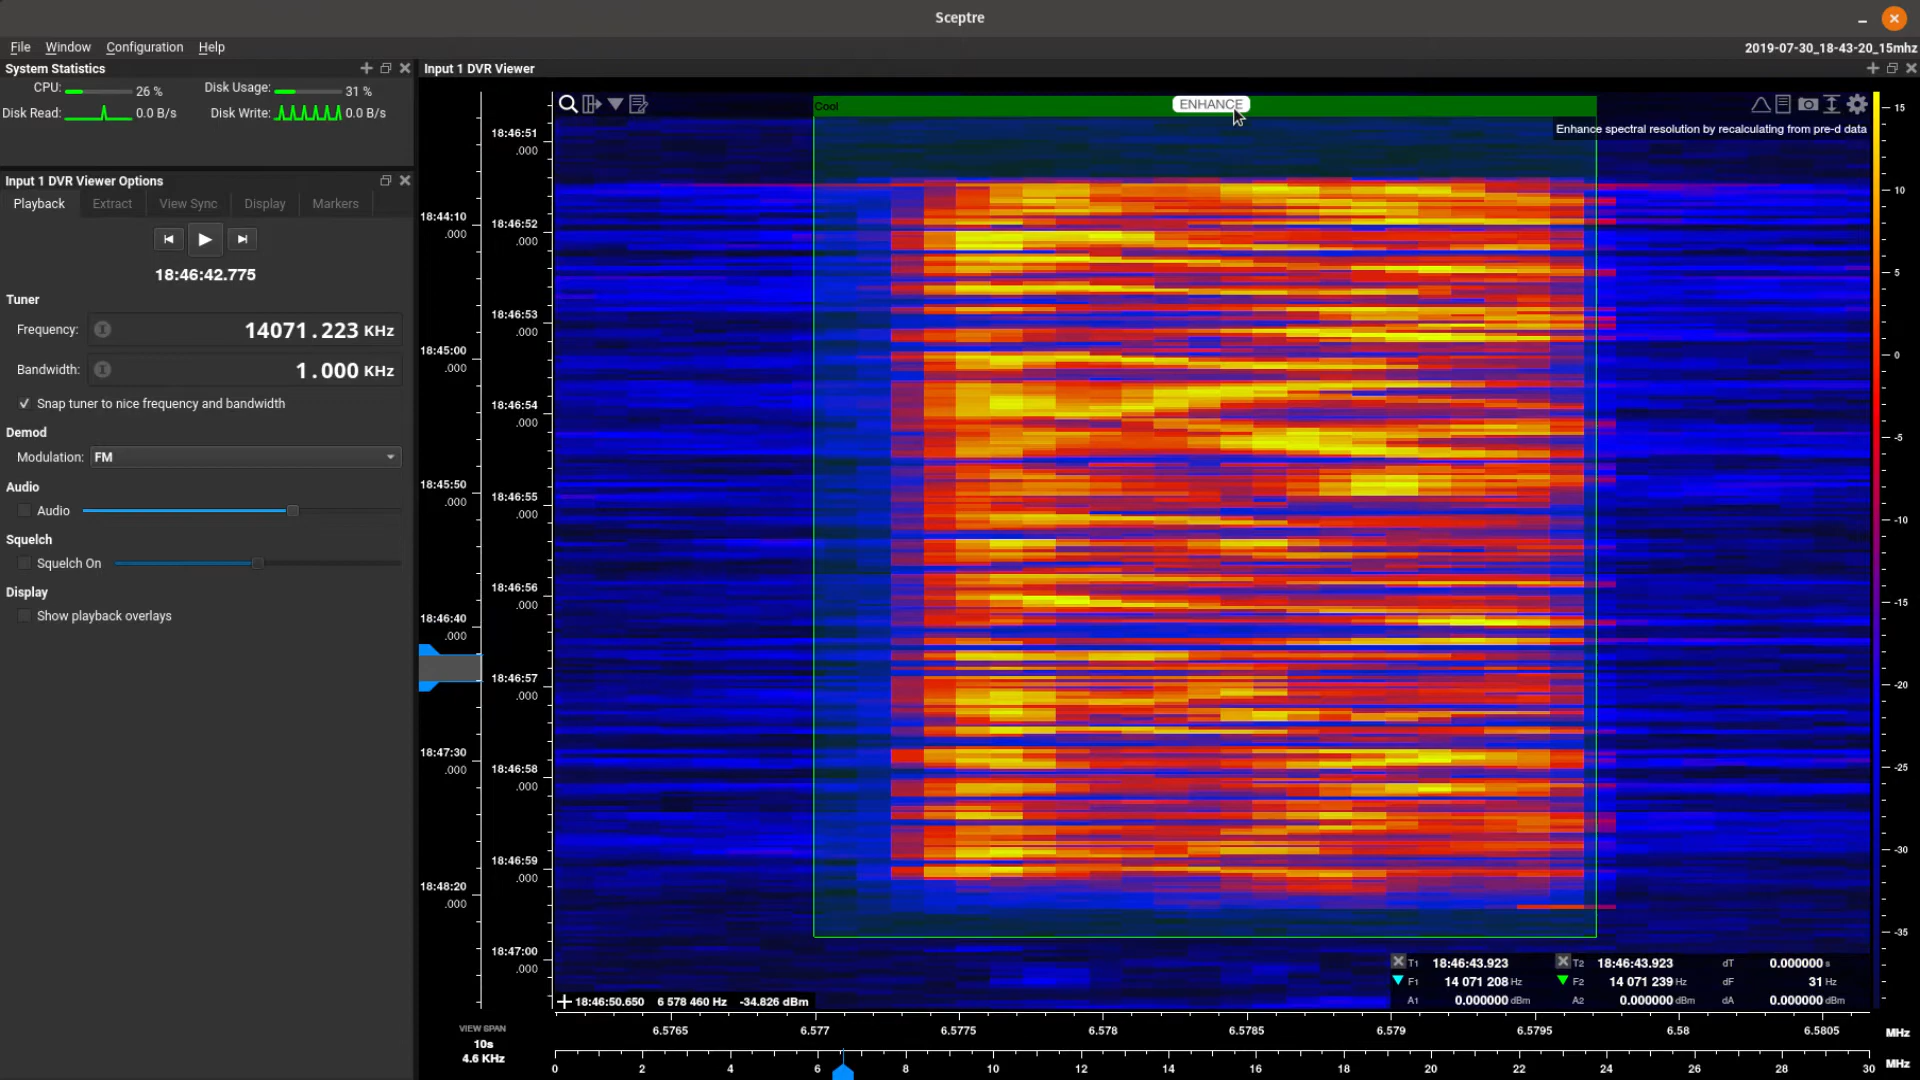 Sceptre
File Window Configuration Help
2019-07-30_18-43-20_15mhz
System Statistics
CPU: 26 % Disk Usage: 31 %
Disk Read: 0.0 B/s Disk Write: 0.0 B/s
Input 1 DVR Viewer Options
Playback Extract View Sync Display Markers
18:46:42.775
Tuner
Frequency: 14071.223 KHz
Bandwidth: 1.000 KHz
Snap tuner to nice frequency and bandwidth
Demod
Modulation: FM
Audio
Audio
Squelch
Squelch On
Display
Show playback overlays
Input 1 DVR Viewer
18:44:10
.000
18:45:00
.000
18:45:50
.000
18:46:40
.000
18:47:30
.000
18:48:20
.000
18:46:51
.000
18:46:52
.000
18:46:53
.000
18:46:54
.000
18:46:55
.000
18:46:56
.000
18:46:57
.000
18:46:58
.000
18:46:59
.000
18:47:00
.000
Cool
ENHANCE
Enhance spectral resolution by recalculating from pre-d data
15
10
5
0
-5
-10
-15
-20
-25
-30
-35
T1 18:46:43.923 T2 18:46:43.923 dT 0.000000 s
F1 14 071 208 Hz F2 14 071 239 Hz dF 31 Hz
A1 0.000000 dBm A2 0.000000 dBm dA 0.000000 dBm
18:46:50.650 6 578 460 Hz -34.826 dBm
VIEW SPAN
10s
4.6 KHz
6.5765 6.577 6.5775 6.578 6.5785 6.579 6.5795 6.58 6.5805 MHz
0 2 4 6 8 10 12 14 16 18 20 22 24 26 28 30 MHz